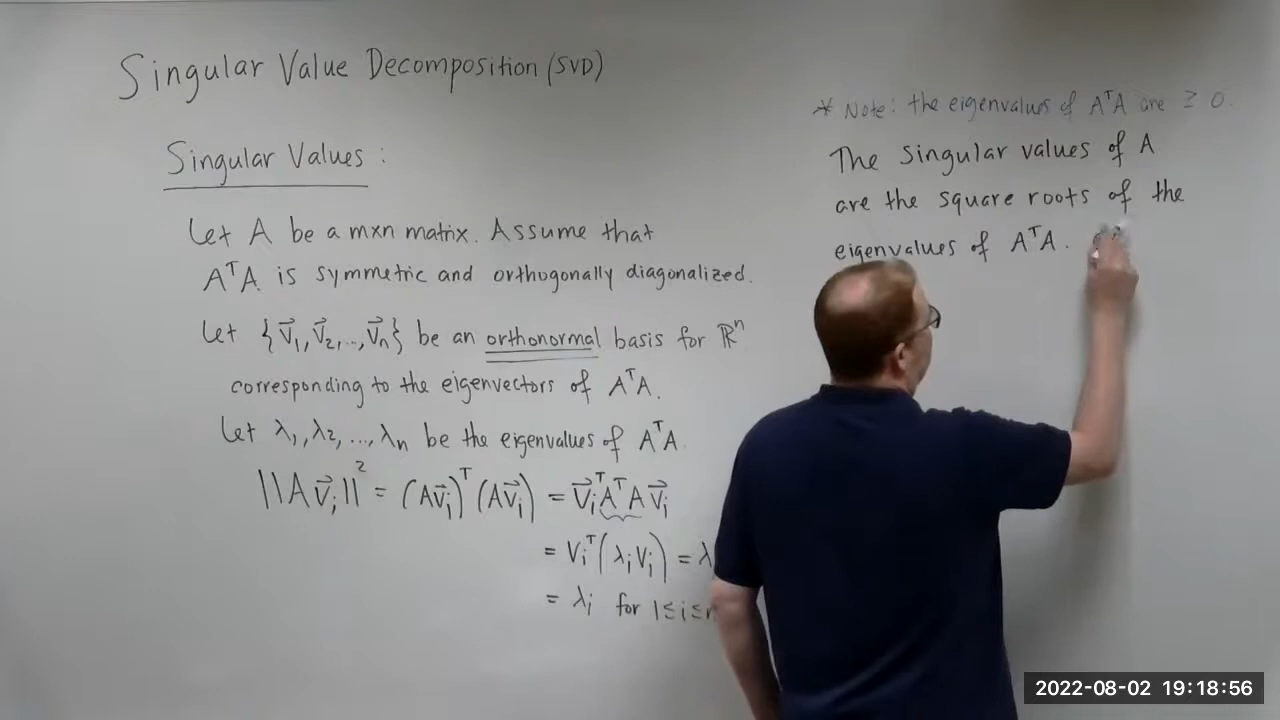 Singular Value Decomposition (SVD)
Singular Values:
Let A be a mxn matrix. Assume that
AᵀA is symmetric and orthogonally diagonalized.
Let {v⃗₁, v⃗₂, ..., v⃗ₙ} be an orthonormal basis for ℝⁿ
corresponding to the eigenvectors of AᵀA.
Let λ₁, λ₂, ..., λₙ be the eigenvalues of AᵀA
||Av⃗ᵢ||² = (Av⃗ᵢ)ᵀ(Av⃗ᵢ) = v⃗ᵢᵀAᵀAv⃗ᵢ
= Vᵢᵀ(λᵢVᵢ) = λ
= λᵢ for 1≤i≤
* Note: the eigenvalues of AᵀA are ≥ 0.
The singular values of A
are the square roots of the
eigenvalues of AᵀA.
2022-08-02 19:18:56